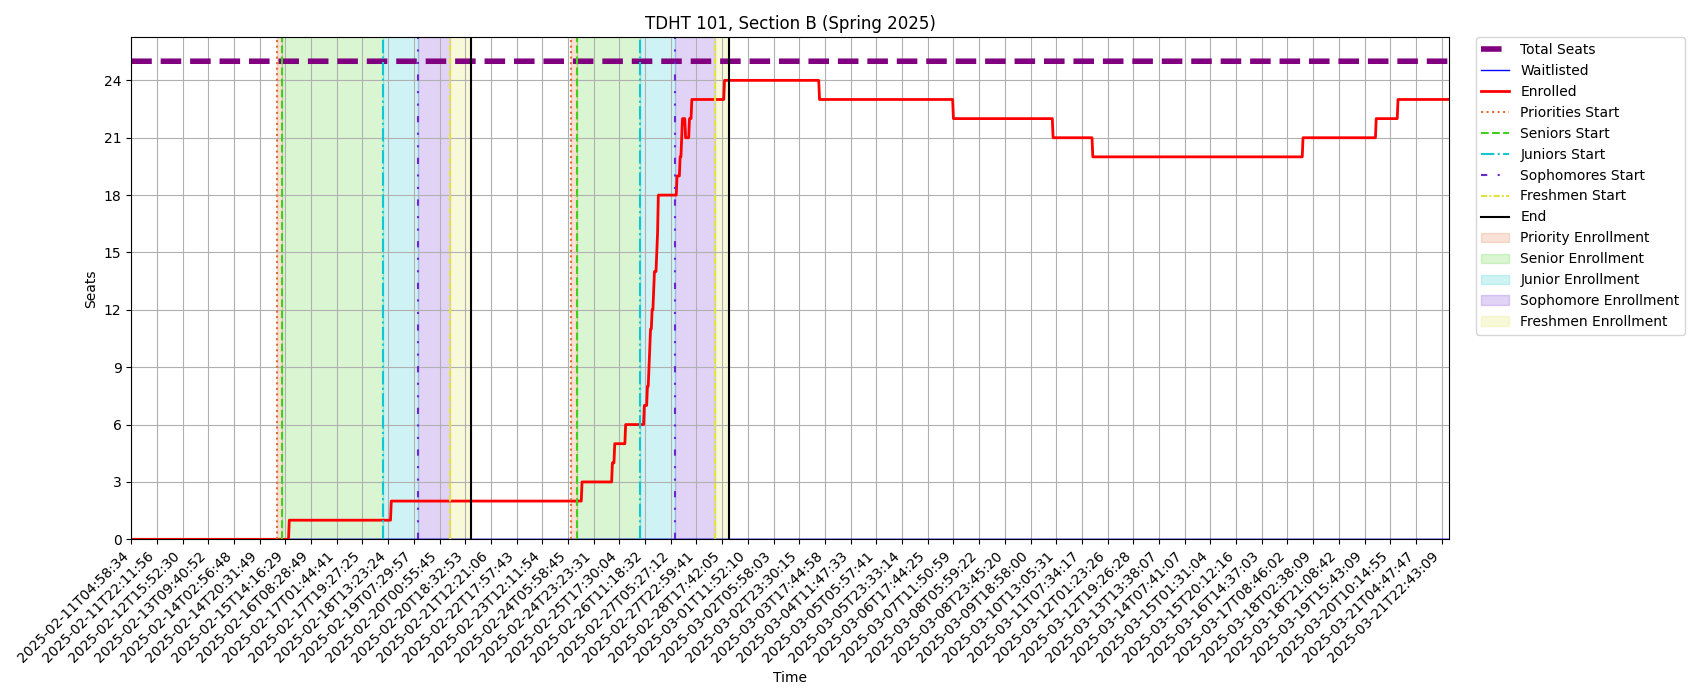 TDHT 101, Section B (Spring 2025)
Total Seats
Waitlisted
Enrolled
Priorities Start
Seniors Start
Juniors Start
Sophomores Start
Freshmen Start
End
Priority Enrollment
Senior Enrollment
Junior Enrollment
Sophomore Enrollment
Freshmen Enrollment
Seats
24
21
18
15
12
9
6
3
0
2025-02-11T04:58:34
2025-02-11T22:11:56
2025-02-12T15:52:30
2025-02-13T09:40:52
2025-02-14T02:56:48
2025-02-14T20:31:49
2025-02-15T14:16:29
2025-02-16T08:28:49
2025-02-17T01:44:41
2025-02-17T19:27:25
2025-02-18T13:23:24
2025-02-19T07:29:57
2025-02-20T00:55:45
2025-02-20T18:32:53
2025-02-21T12:21:06
2025-02-22T17:57:43
2025-02-23T12:11:54
2025-02-24T05:58:45
2025-02-24T23:23:31
2025-02-25T17:30:04
2025-02-26T11:18:32
2025-02-27T05:27:12
2025-02-27T22:59:41
2025-02-28T17:42:05
2025-03-01T11:52:10
2025-03-02T05:58:03
2025-03-02T23:30:15
2025-03-03T17:44:58
2025-03-04T11:47:33
2025-03-05T05:57:41
2025-03-05T23:33:14
2025-03-06T17:44:25
2025-03-07T11:50:59
2025-03-08T05:59:22
2025-03-08T23:45:20
2025-03-09T18:58:00
2025-03-10T13:05:31
2025-03-11T07:34:17
2025-03-12T01:23:26
2025-03-12T19:26:28
2025-03-13T13:38:07
2025-03-14T07:41:07
2025-03-15T01:31:04
2025-03-15T20:12:16
2025-03-16T14:37:03
2025-03-17T08:46:02
2025-03-18T02:38:09
2025-03-18T21:08:42
2025-03-19T15:43:09
2025-03-20T10:14:55
2025-03-21T04:47:47
2025-03-21T22:43:09
Time